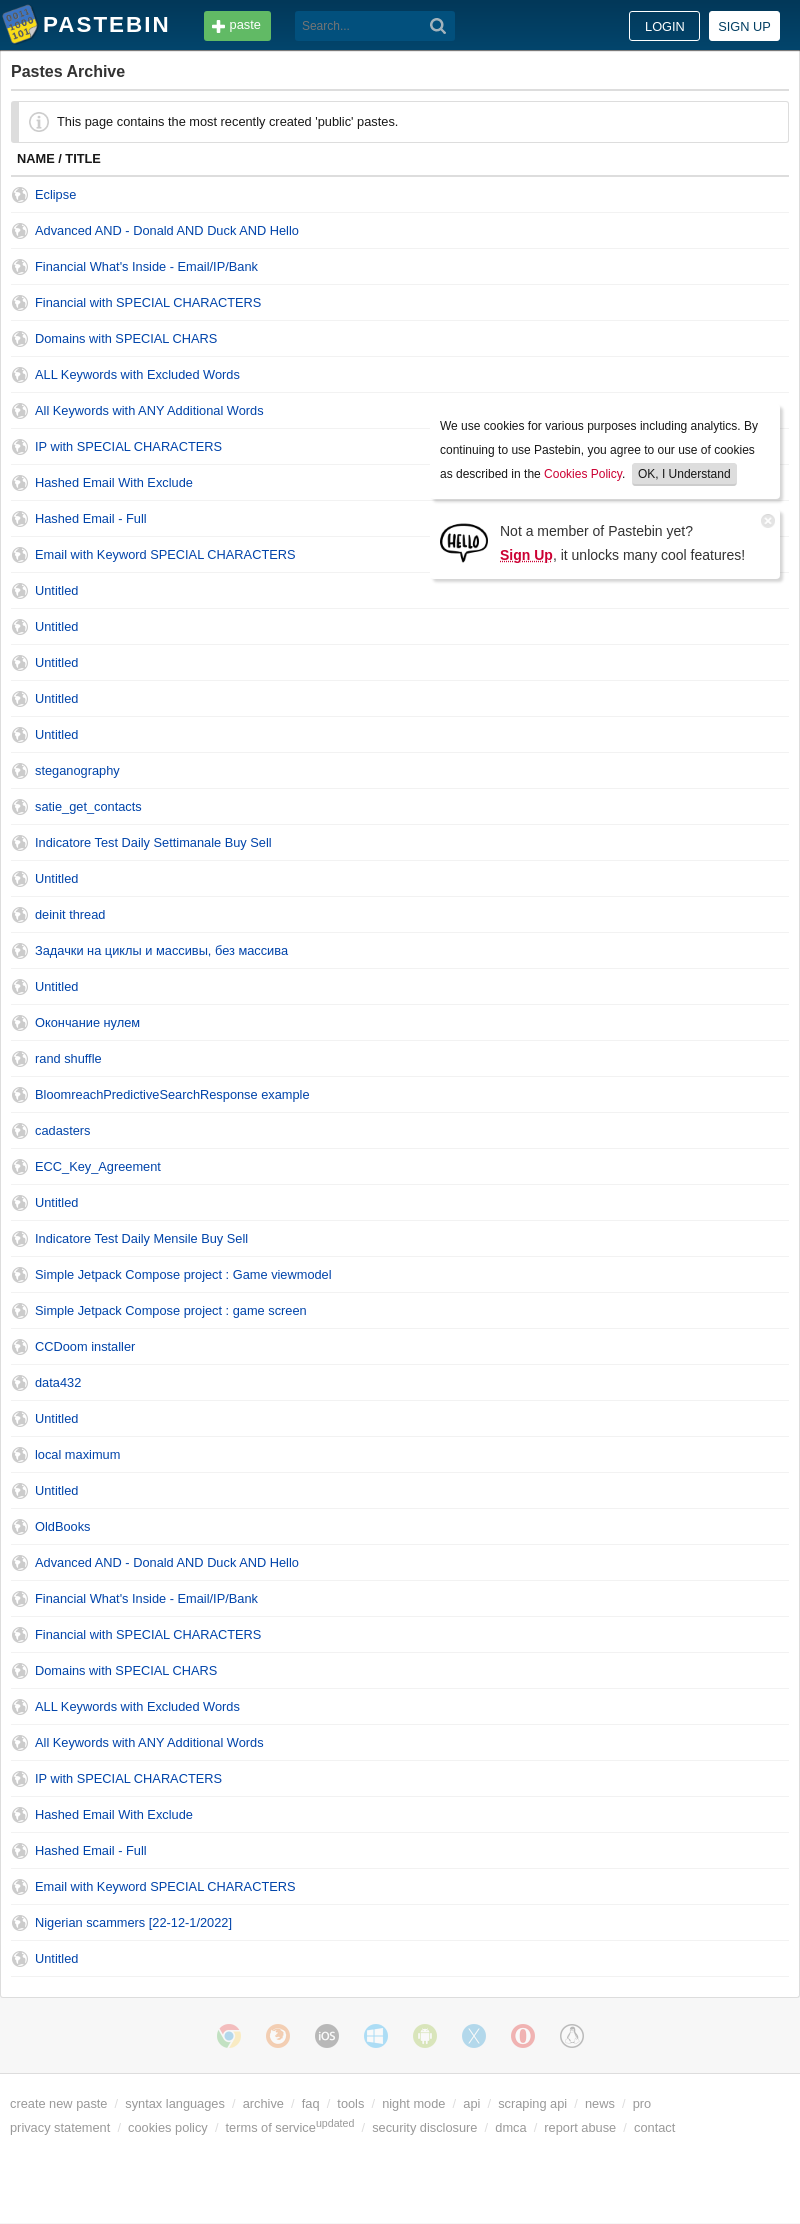 PASTEBIN
paste
Search...
LOGIN
SIGN UP
Pastes Archive
This page contains the most recently created 'public' pastes.
NAME / TITLE
Eclipse
Advanced AND - Donald AND Duck AND Hello
Financial What's Inside - Email/IP/Bank
Financial with SPECIAL CHARACTERS
Domains with SPECIAL CHARS
ALL Keywords with Excluded Words
All Keywords with ANY Additional Words
IP with SPECIAL CHARACTERS
Hashed Email With Exclude
Hashed Email - Full
Email with Keyword SPECIAL CHARACTERS
We use cookies for various purposes including analytics. By
continuing to use Pastebin, you agree to our use of cookies
as described in the Cookies Policy. OK, I Understand
HELLO
Not a member of Pastebin yet?
Sign Up, it unlocks many cool features!
Untitled
Untitled
Untitled
Untitled
Untitled
steganography
satie_get_contacts
Indicatore Test Daily Settimanale Buy Sell
Untitled
deinit thread
Задачки на циклы и массивы, без массива
Untitled
Окончание нулем
rand shuffle
BloomreachPredictiveSearchResponse example
cadasters
ECC_Key_Agreement
Untitled
Indicatore Test Daily Mensile Buy Sell
Simple Jetpack Compose project : Game viewmodel
Simple Jetpack Compose project : game screen
CCDoom installer
data432
Untitled
local maximum
Untitled
OldBooks
Advanced AND - Donald AND Duck AND Hello
Financial What's Inside - Email/IP/Bank
Financial with SPECIAL CHARACTERS
Domains with SPECIAL CHARS
ALL Keywords with Excluded Words
All Keywords with ANY Additional Words
IP with SPECIAL CHARACTERS
Hashed Email With Exclude
Hashed Email - Full
Email with Keyword SPECIAL CHARACTERS
Nigerian scammers [22-12-1/2022]
Untitled
iOS
create new paste / syntax languages / archive / faq / tools / night mode / api / scraping api / news / pro
privacy statement / cookies policy / terms of service updated / security disclosure / dmca / report abuse / contact